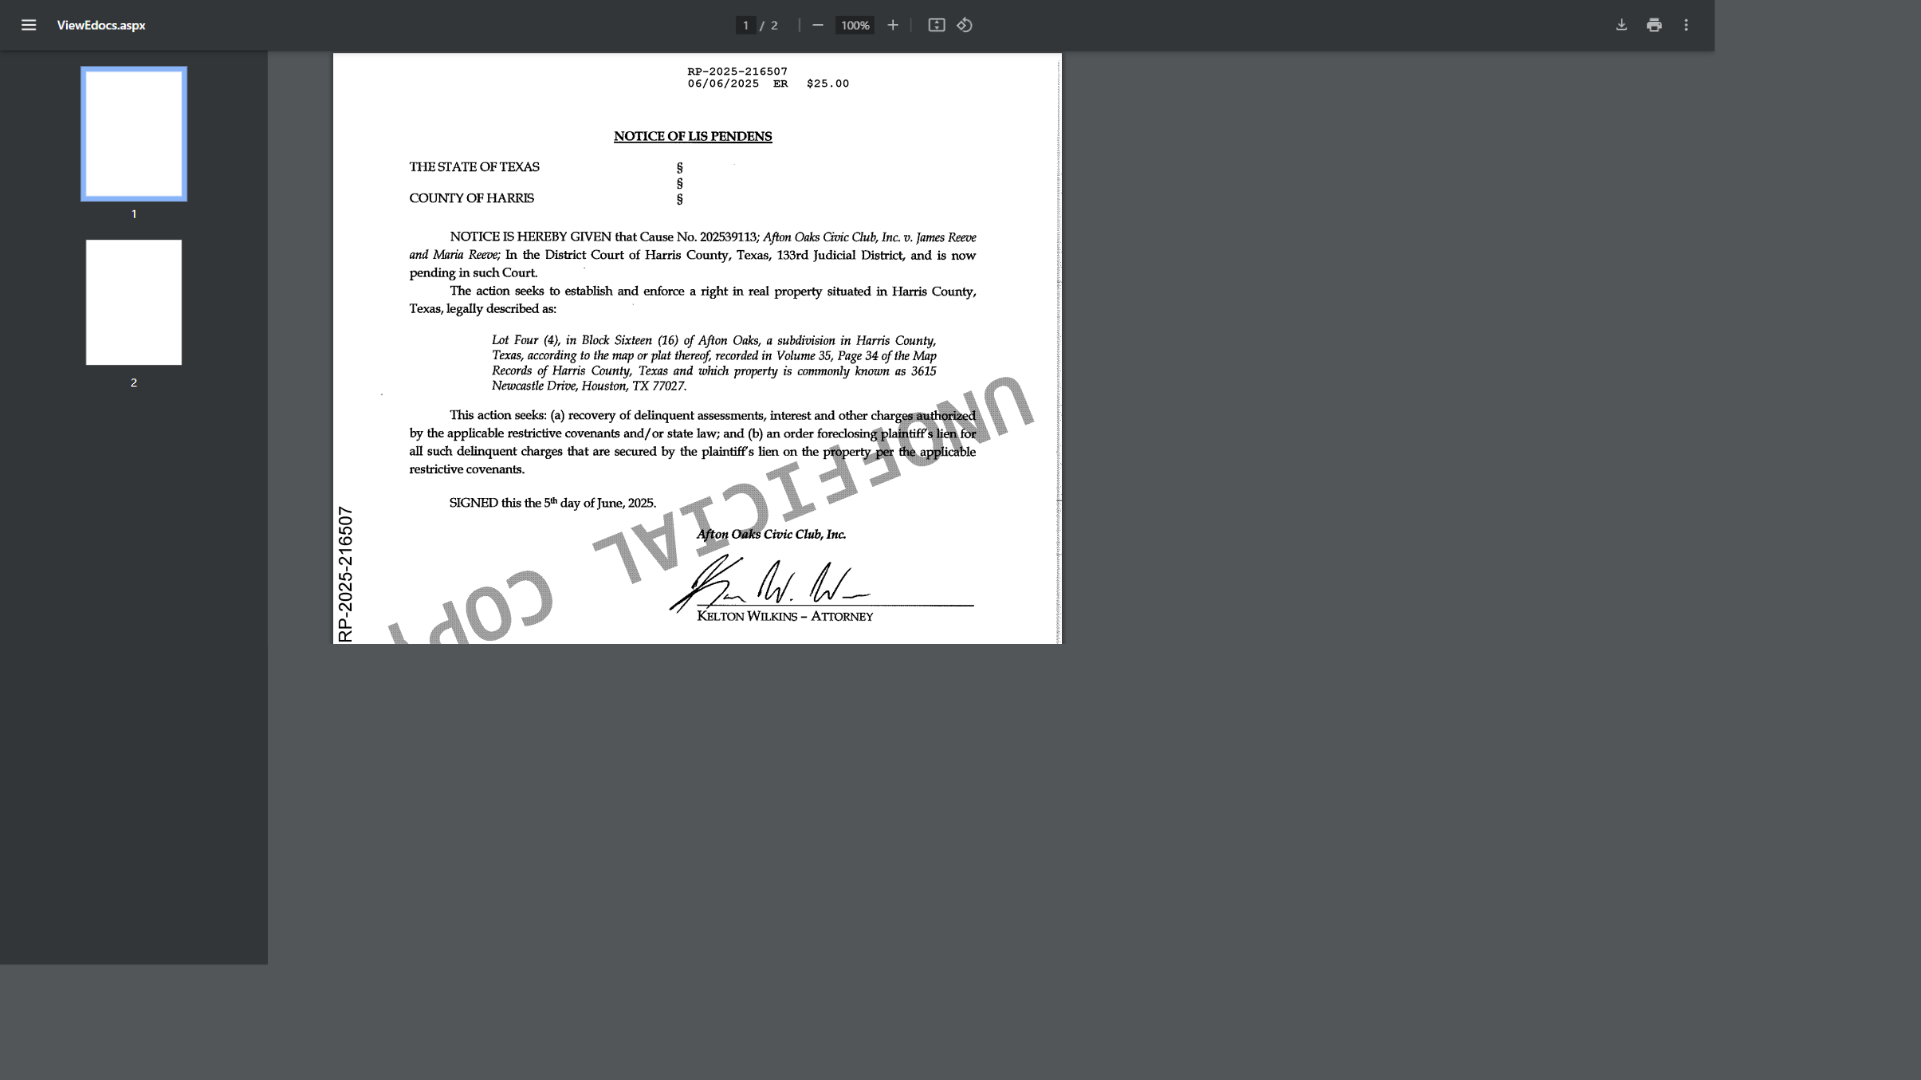 ViewEdocs.aspx
1 / 2
100%
1
2
RP-2025-216507
06/06/2025 ER $25.00
NOTICE OF LIS PENDENS
THE STATE OF TEXAS §
§
COUNTY OF HARRIS §
NOTICE IS HEREBY GIVEN that Cause No. 202539113; Afton Oaks Civic Club, Inc. v. James Reeve
and Maria Reeve; In the District Court of Harris County, Texas, 133rd Judicial District, and is now
pending in such Court.
The action seeks to establish and enforce a right in real property situated in Harris County,
Texas, legally described as:
Lot Four (4), in Block Sixteen (16) of Afton Oaks, a subdivision in Harris County,
Texas, according to the map or plat thereof, recorded in Volume 35, Page 34 of the Map
Records of Harris County, Texas and which property is commonly known as 3615
Newcastle Drive, Houston, TX 77027.
This action seeks: (a) recovery of delinquent assessments, interest and other charges authorized
by the applicable restrictive covenants and/or state law; and (b) an order foreclosing plaintiff's lien for
all such delinquent charges that are secured by the plaintiff's lien on the property per the applicable
restrictive covenants.
SIGNED this the 5th day of June, 2025.
Afton Oaks Civic Club, Inc.
KELTON WILKINS – ATTORNEY
RP-2025-216507
UNOFFICIAL COPY